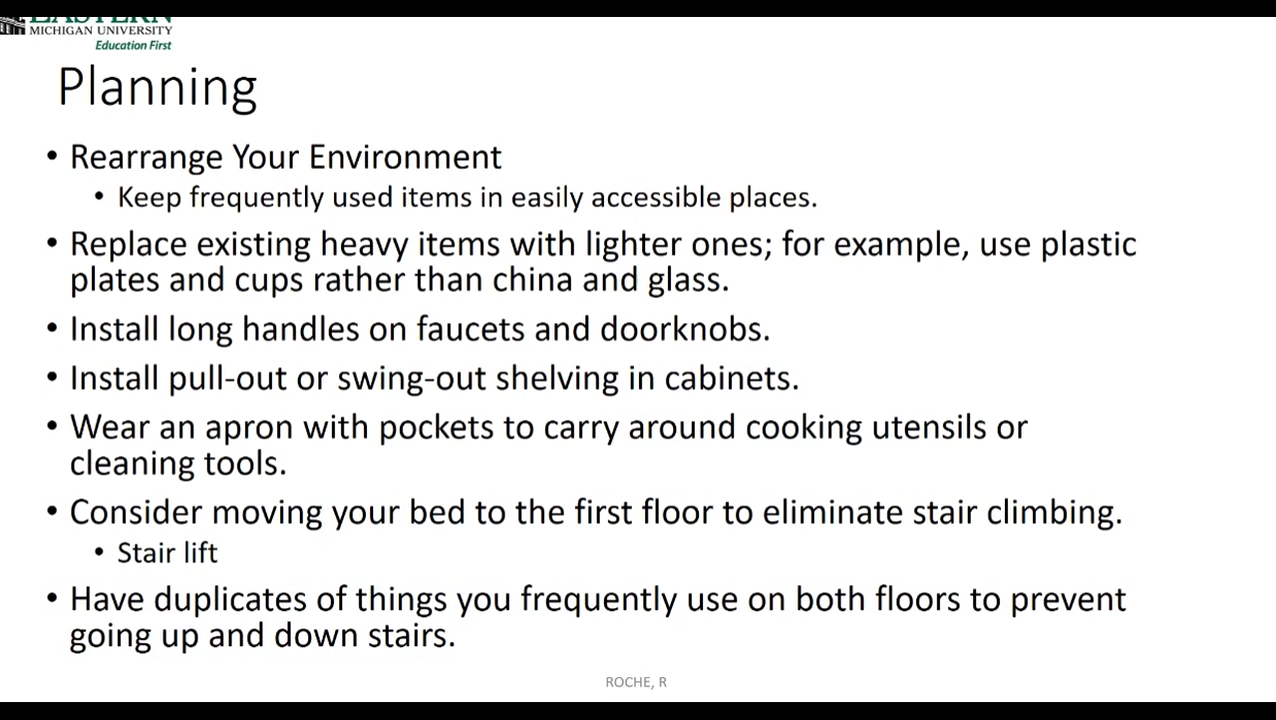 EASTERN
MICHIGAN UNIVERSITY
Education First
Planning
• Rearrange Your Environment
• Keep frequently used items in easily accessible places.
• Replace existing heavy items with lighter ones; for example, use plastic
plates and cups rather than china and glass.
• Install long handles on faucets and doorknobs.
• Install pull-out or swing-out shelving in cabinets.
• Wear an apron with pockets to carry around cooking utensils or
cleaning tools.
• Consider moving your bed to the first floor to eliminate stair climbing.
• Stair lift
• Have duplicates of things you frequently use on both floors to prevent
going up and down stairs.
ROCHE, R